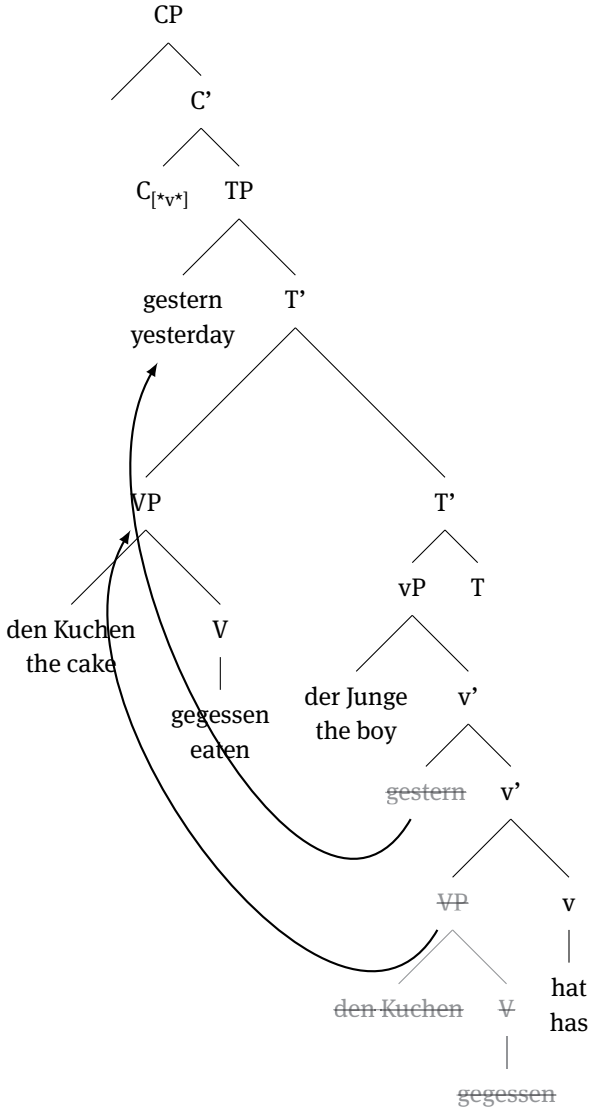 CP
C’
C[*v*] TP
gestern T’
yesterday
VP T’
vP T
den Kuchen V
the cake
der Junge v’
the boy
gegessen
eaten
gestern v’
VP v
hat
has
den Kuchen V
gegessen